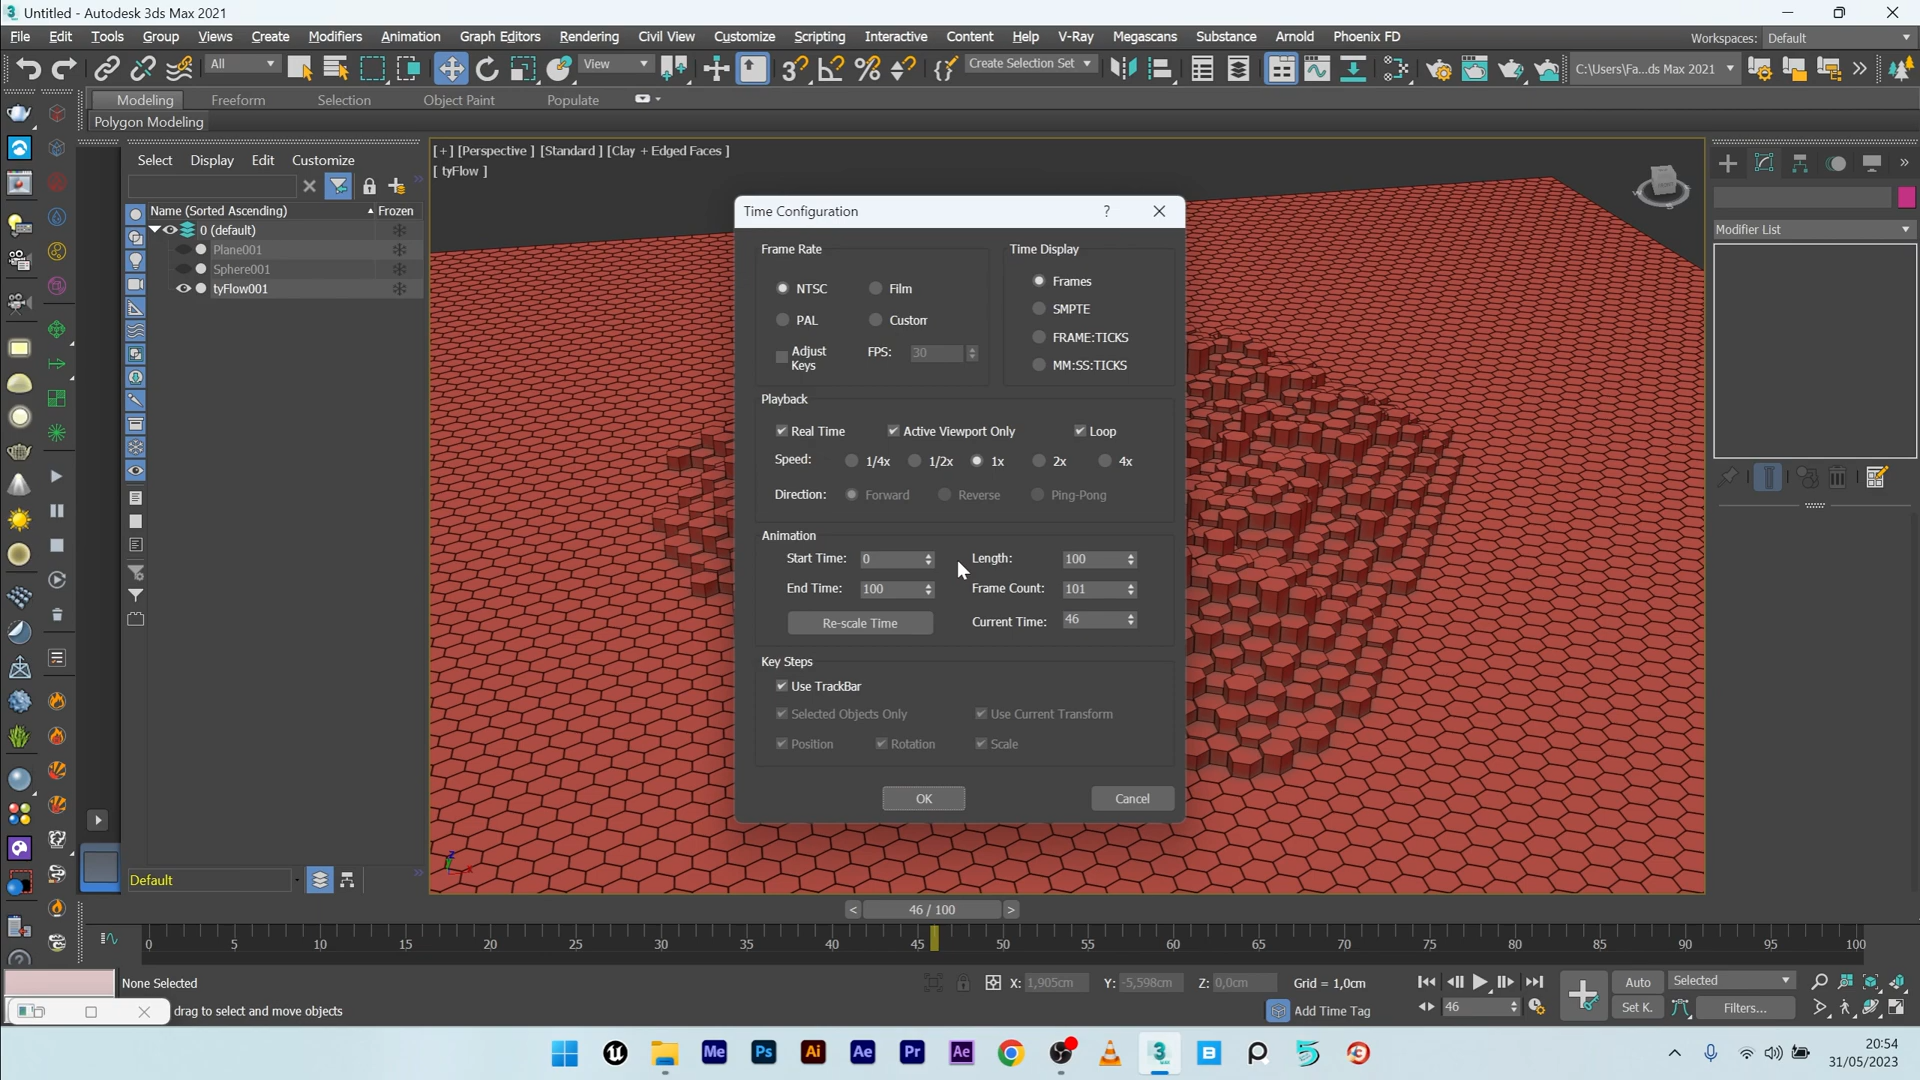 Untitled - Autodesk 3ds Max 2021
File Edit Tools Group Views Create Modifiers Animation Graph Editors Rendering Civil View Customize Scripting Interactive Content Help V-Ray Megascans Substance Arnold Phoenix FD Workspaces: Default
All View Create Selection Set C:\Users\Fa...ds Max 2021
Modeling Freeform Selection Object Paint Populate
Polygon Modeling
Select Display Edit Customize
[ + ] [Perspective ] [Standard ] [Clay + Edged Faces ]
[ tyFlow ]
Name (Sorted Ascending) Frozen
0 (default)
Plane001
Sphere001
tyFlow001
Modifier List
Time Configuration ?
Frame Rate Time Display
NTSC Film Frames
PAL Custom SMPTE
Adjust Keys FPS: 30 FRAME:TICKS
MM:SS:TICKS
Playback
Real Time Active Viewport Only Loop
Speed: 1/4x 1/2x 1x 2x 4x
Direction: Forward Reverse Ping-Pong
Animation
Start Time: 0 Length: 100
End Time: 100 Frame Count: 101
Re-scale Time Current Time: 46
Key Steps
Use TrackBar
Selected Objects Only Use Current Transform
Position Rotation Scale
OK Cancel
Default
< 46 / 100 >
0 5 10 15 20 25 30 35 40 45 50 55 60 65 70 75 80 85 90 95 100
None Selected X: 1,905cm Y: -5,598cm Z: 0,0cm Grid = 1,0cm Auto Selected
drag to select and move objects Add Time Tag 46 Set K. Filters...
Me Ps Ai Ae Pr Ae 3 20:54
31/05/2023